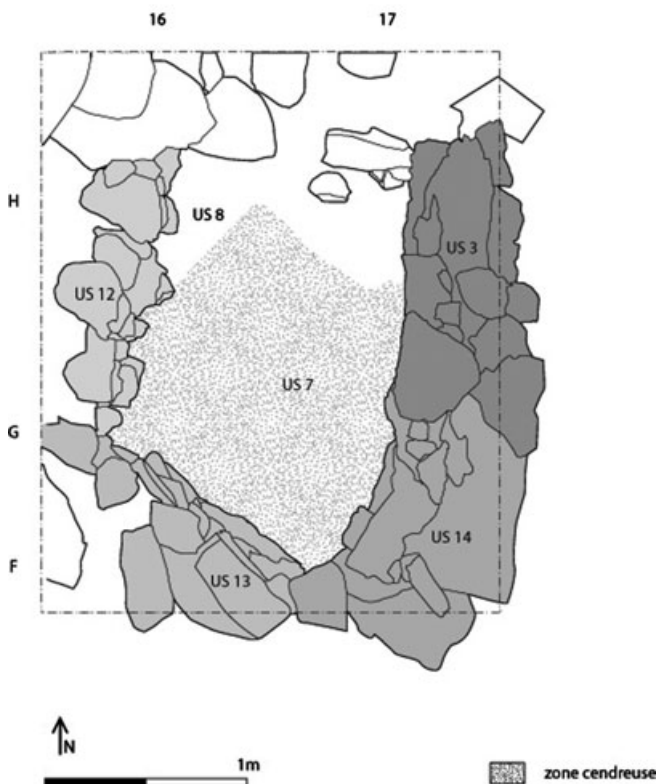 16 17
H
US 8
US 3
US 12
US 7
G
US 14
F
US 13
N
1m
zone cendreuse